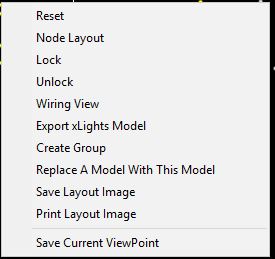 Reset
Node Layout
Lock
Unlock
Wiring View
Export xLights Model
Create Group
Replace A Model With This Model
Save Layout Image
Print Layout Image
Save Current ViewPoint